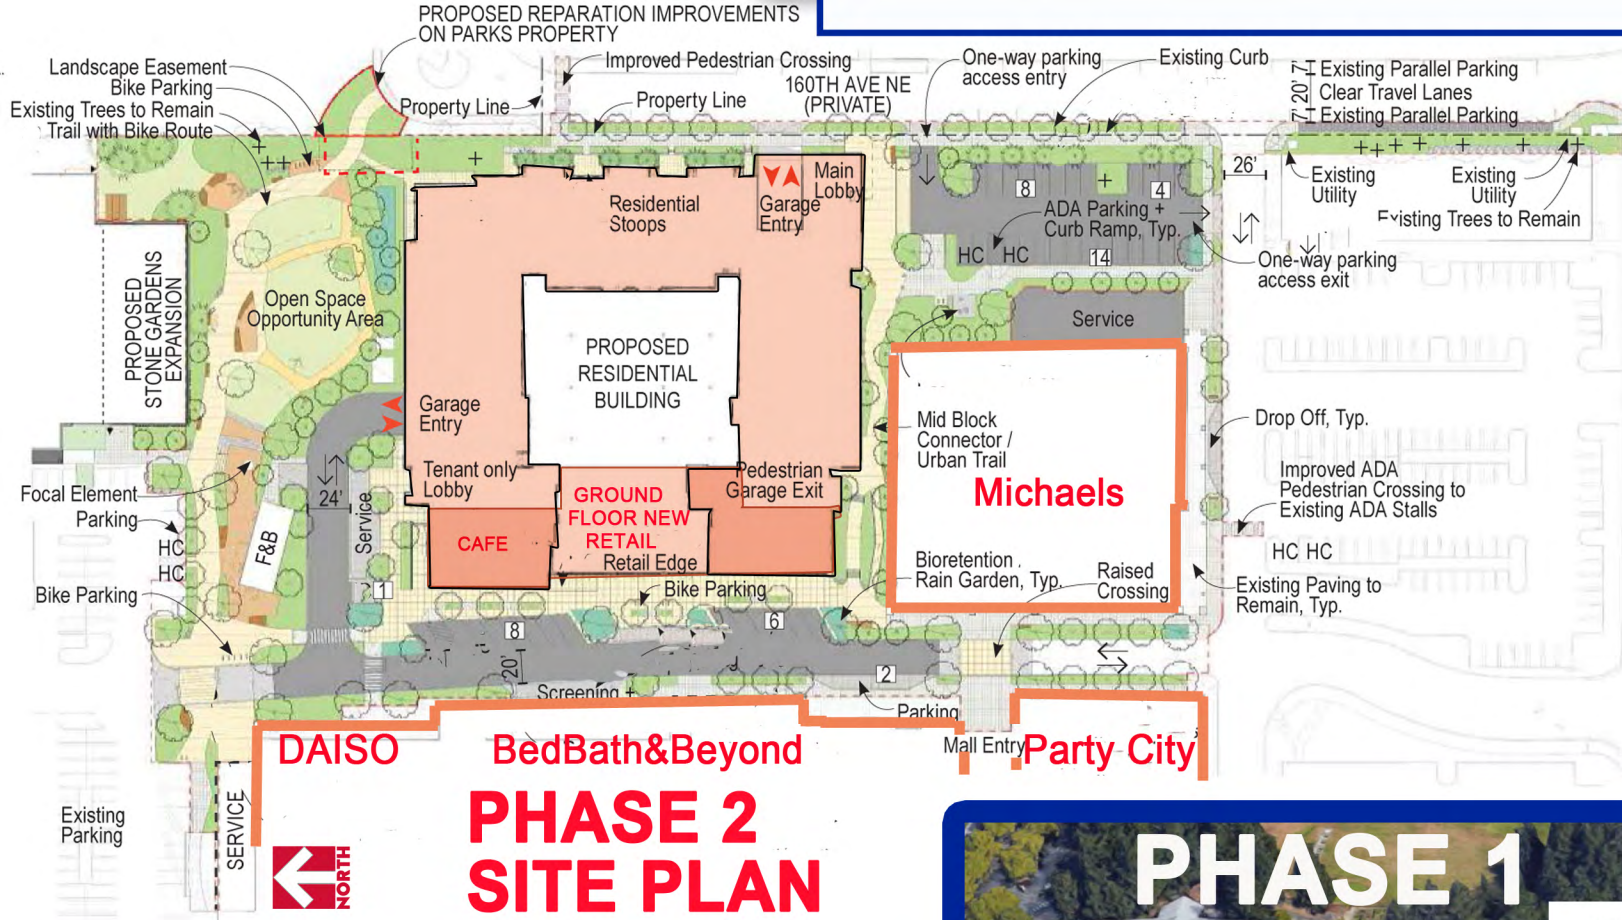 PROPOSED REPARATION IMPROVEMENTS
ON PARKS PROPERTY
Landscape Easement
Bike Parking
Existing Trees to Remain
Trail with Bike Route
Property Line
Improved Pedestrian Crossing
Property Line
160TH AVE NE
(PRIVATE)
One-way parking
access entry
Existing Curb
7'
20'
7'
Existing Parallel Parking
Clear Travel Lanes
Existing Parallel Parking
26'
Existing
Utility
Existing
Utility
Existing Trees to Remain
Main
Lobby
Garage
Entry
Residential
Stoops
8
4
ADA Parking +
Curb Ramp, Typ.
HC HC
14
One-way parking
access exit
PROPOSED
STONE GARDENS
EXPANSION
Open Space
Opportunity Area
Service
PROPOSED
RESIDENTIAL
BUILDING
Garage
Entry
Mid Block
Connector /
Urban Trail
Drop Off, Typ.
Tenant only
Lobby
Pedestrian
Garage Exit
Michaels
Improved ADA
Pedestrian Crossing to
Existing ADA Stalls
Focal Element
Parking
HC
HC
24'
Service
F&B
GROUND
FLOOR NEW
RETAIL
CAFE
Retail Edge
HC HC
Bike Parking
1
Bike Parking
Bioretention
Rain Garden, Typ.
Raised
Crossing
Existing Paving to
Remain, Typ.
8
6
20'
2
Screening +
Parking
Mall Entry
DAISO
BedBath&Beyond
Party City
Existing
Parking
SERVICE
NORTH
PHASE 2
SITE PLAN
PHASE 1